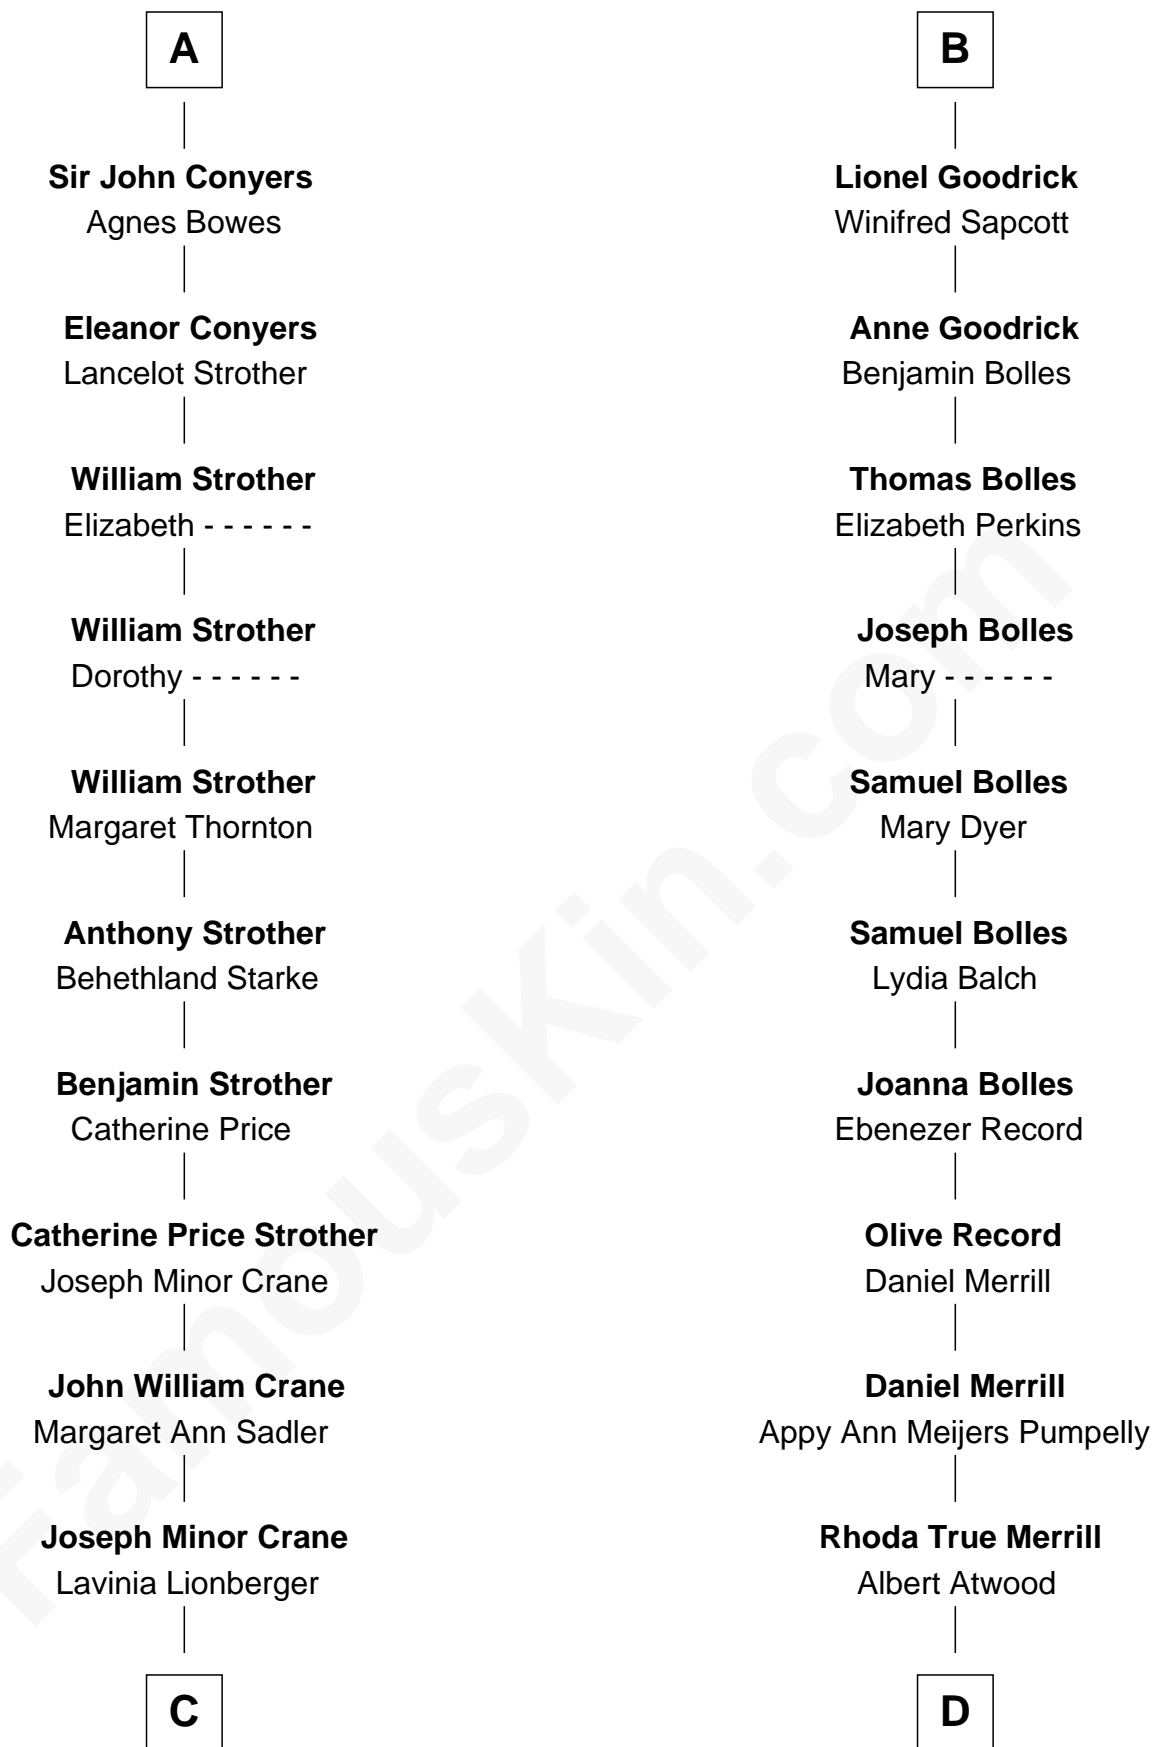 A
Sir John Conyers
Agnes Bowes
Eleanor Conyers
Lancelot Strother
William Strother
Elizabeth - - - - - -
William Strother
Dorothy - - - - - -
William Strother
Margaret Thornton
Anthony Strother
Behethland Starke
Benjamin Strother
Catherine Price
Catherine Price Strother
Joseph Minor Crane
John William Crane
Margaret Ann Sadler
Joseph Minor Crane
Lavinia Lionberger
C
B
Lionel Goodrick
Winifred Sapcott
Anne Goodrick
Benjamin Bolles
Thomas Bolles
Elizabeth Perkins
Joseph Bolles
Mary - - - - - -
Samuel Bolles
Mary Dyer
Samuel Bolles
Lydia Balch
Joanna Bolles
Ebenezer Record
Olive Record
Daniel Merrill
Daniel Merrill
Appy Ann Meijers Pumpelly
Rhoda True Merrill
Albert Atwood
D
FamousKin.com